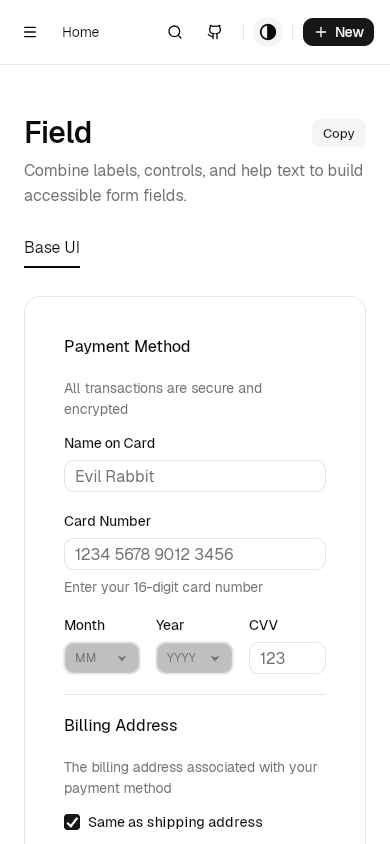 Home
New
Field
Copy
Combine labels, controls, and help text to build
accessible form fields.
Base UI
Payment Method
All transactions are secure and
encrypted
Name on Card
Evil Rabbit
Card Number
1234 5678 9012 3456
Enter your 16-digit card number
Month Year CVV
MM YYYY 123
Billing Address
The billing address associated with your
payment method
Same as shipping address